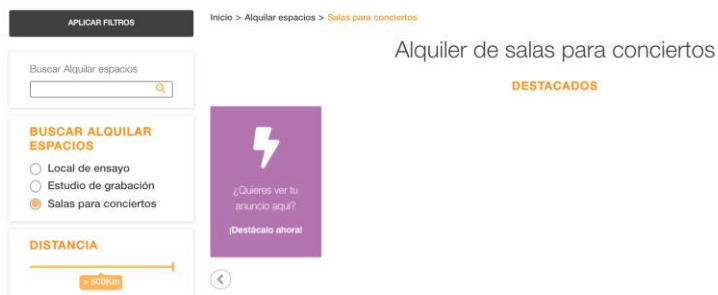 APLICAR FILTROS
Inicio > Alquilar espacios > Salas para conciertos
Alquiler de salas para conciertos
DESTACADOS
Buscar Alquilar espacios
BUSCAR ALQUILAR
ESPACIOS
Local de ensayo
Estudio de grabación
Salas para conciertos
DISTANCIA
> 500Km
¿Quieres ver tu
anuncio aquí?
¡Destácalo ahora!